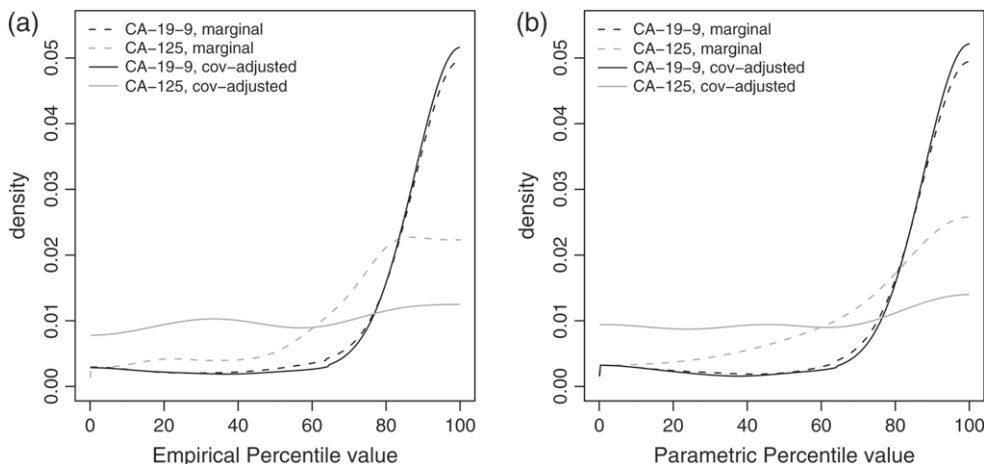 (a)
CA-19-9, marginal
CA-125, marginal
CA-19-9, cov-adjusted
CA-125, cov-adjusted
density
0.00
0.01
0.02
0.03
0.04
0.05
0 20 40 60 80 100
Empirical Percentile value
(b)
CA-19-9, marginal
CA-125, marginal
CA-19-9, cov-adjusted
CA-125, cov-adjusted
density
0.00
0.01
0.02
0.03
0.04
0.05
0 20 40 60 80 100
Parametric Percentile value